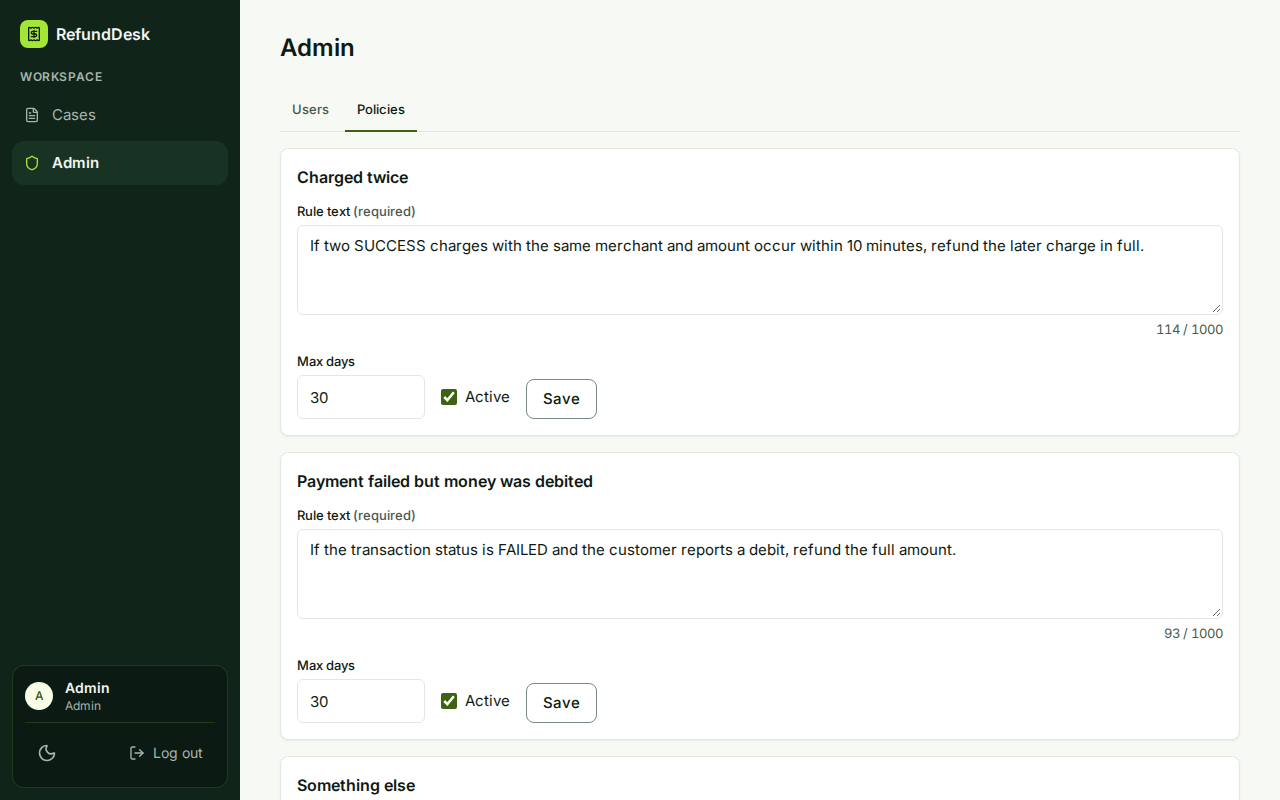 RefundDesk
WORKSPACE
Cases
Admin
A
Admin
Admin
Log out
Admin
Users
Policies
Charged twice
Rule text (required)
If two SUCCESS charges with the same merchant and amount occur within 10 minutes, refund the later charge in full.
114 / 1000
Max days
30
Active
Save
Payment failed but money was debited
Rule text (required)
If the transaction status is FAILED and the customer reports a debit, refund the full amount.
93 / 1000
Max days
30
Active
Save
Something else